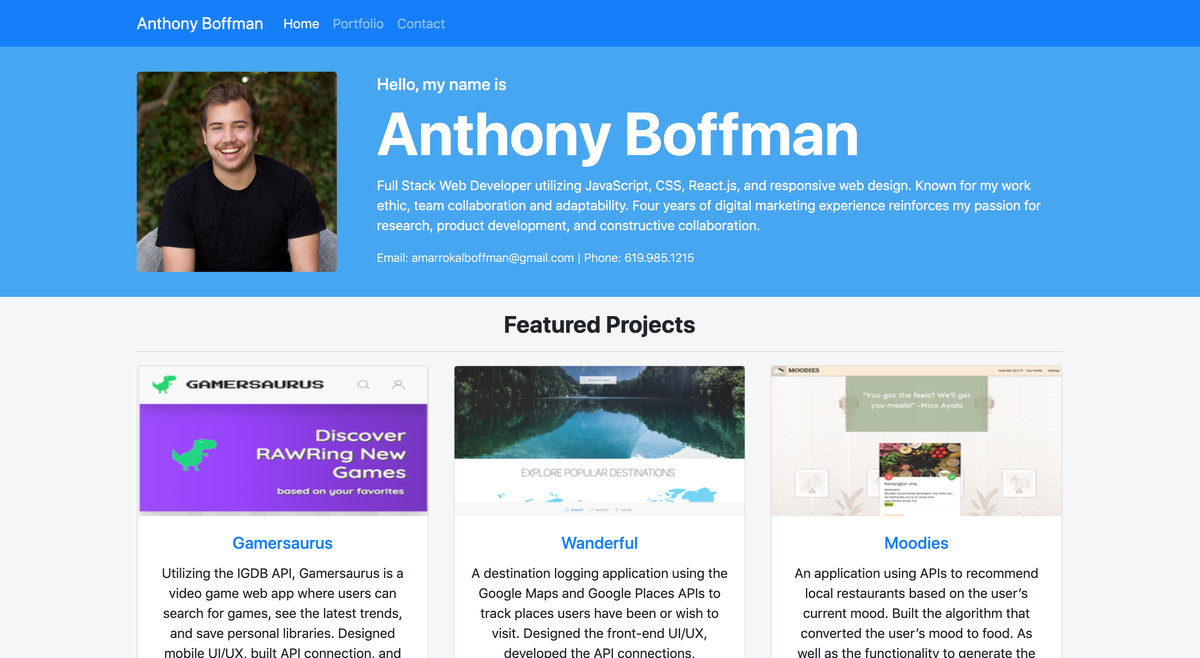 Anthony Boffman Home Portfolio Contact
Hello, my name is
Anthony Boffman
Full Stack Web Developer utilizing JavaScript, CSS, React.js, and responsive web design. Known for my work
ethic, team collaboration and adaptability. Four years of digital marketing experience reinforces my passion for
research, product development, and constructive collaboration.
Email: amarrokalboffman@gmail.com | Phone: 619.985.1215
Featured Projects
GAMERSAURUS
Discover
RAWRing New
Games
based on your favorites
Gamersaurus
Utilizing the IGDB API, Gamersaurus is a
video game web app where users can
search for games, see the latest trends,
and save personal libraries. Designed
mobile UI/UX, built API connection, and
EXPLORE POPULAR DESTINATIONS
Wanderful
A destination logging application using the
Google Maps and Google Places APIs to
track places users have been or wish to
visit. Designed the front-end UI/UX,
developed the API connections,
MOODIES
"You got the feels? We'll get
you meals!" -Nico Ayala
Moodies
An application using APIs to recommend
local restaurants based on the user's
current mood. Built the algorithm that
converted the user's mood to food. As
well as the functionality to generate the